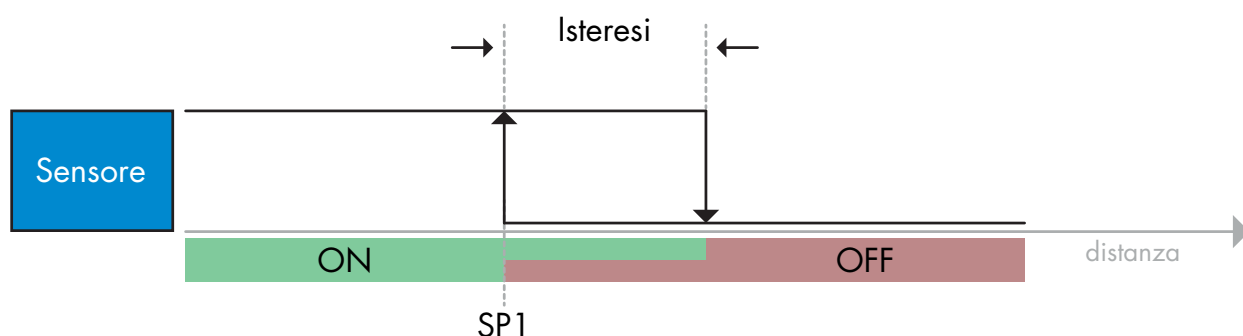 Isteresi
Sensore
ON
OFF
distanza
SP1